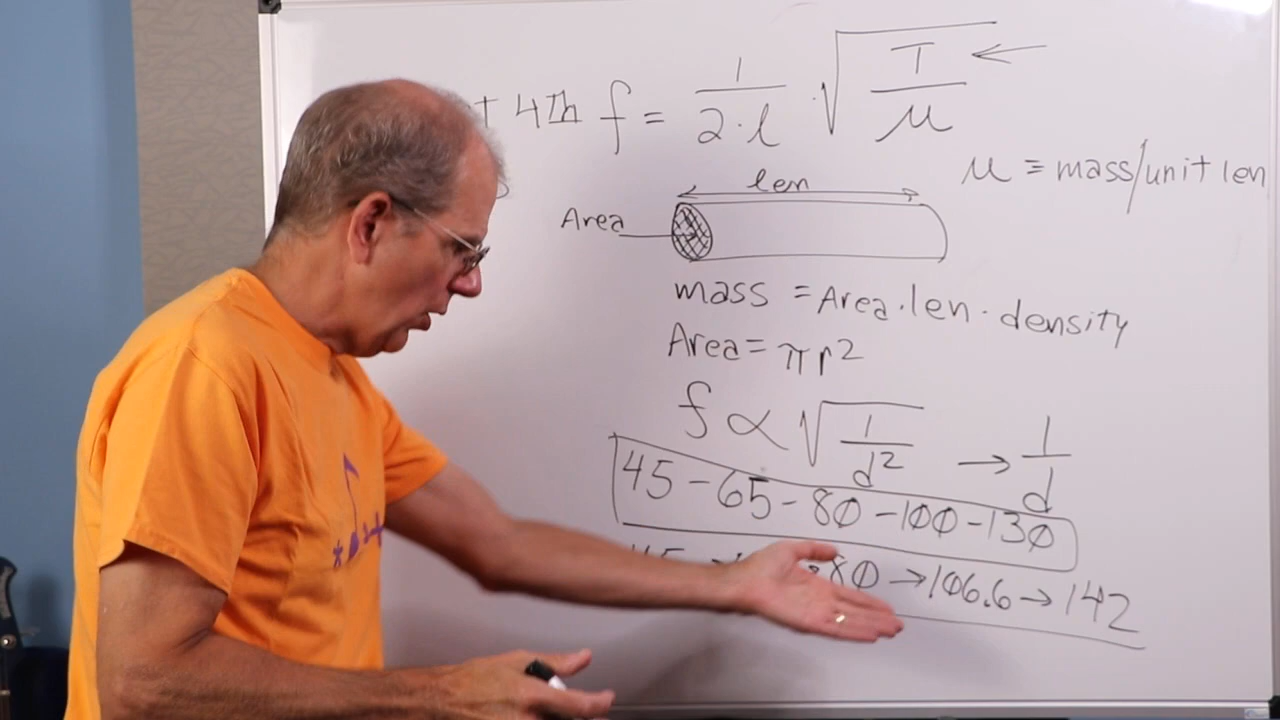 4th f = 1/(2·l) · √(T/μ) ←
μ = mass/unit len
len
Area
mass = Area·len·density
Area = πr²
f ∝ √(1/d²) → 1/d
45-65-80-100-130
80 → 106.6 → 142